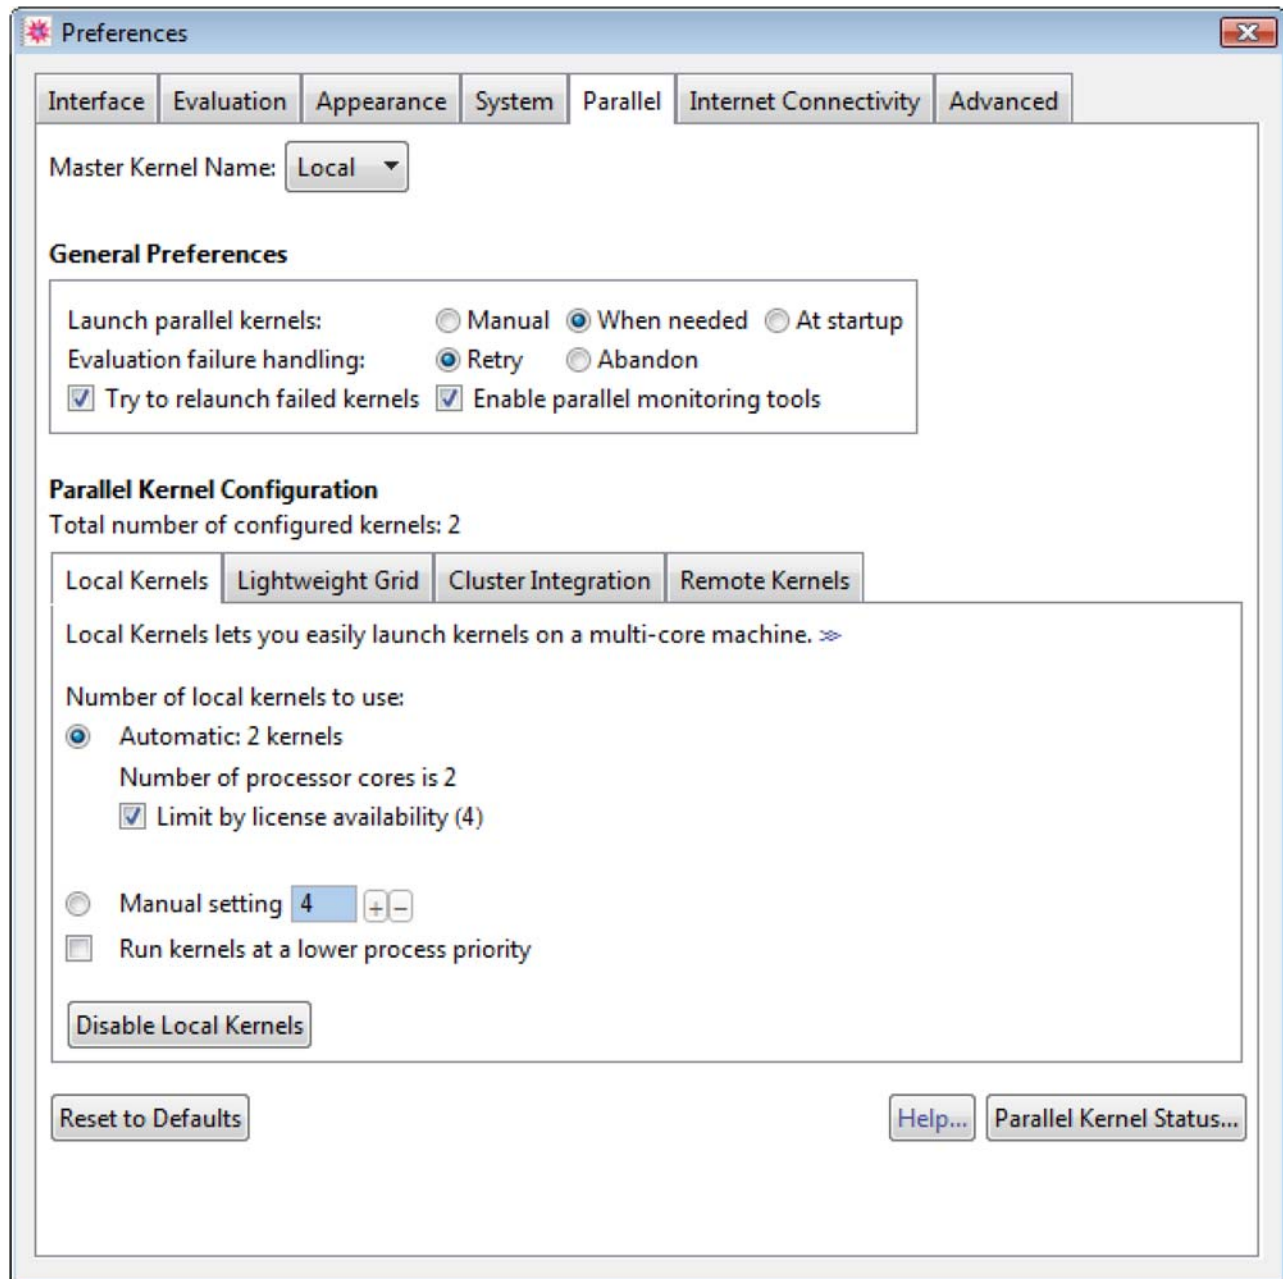 Preferences
Interface Evaluation Appearance System Parallel Internet Connectivity Advanced
Master Kernel Name: Local
General Preferences
Launch parallel kernels: Manual When needed At startup
Evaluation failure handling: Retry Abandon
Try to relaunch failed kernels Enable parallel monitoring tools
Parallel Kernel Configuration
Total number of configured kernels: 2
Local Kernels Lightweight Grid Cluster Integration Remote Kernels
Local Kernels lets you easily launch kernels on a multi-core machine. ≫
Number of local kernels to use:
Automatic: 2 kernels
Number of processor cores is 2
Limit by license availability (4)
Manual setting 4 + −
Run kernels at a lower process priority
Disable Local Kernels
Reset to Defaults Help... Parallel Kernel Status...